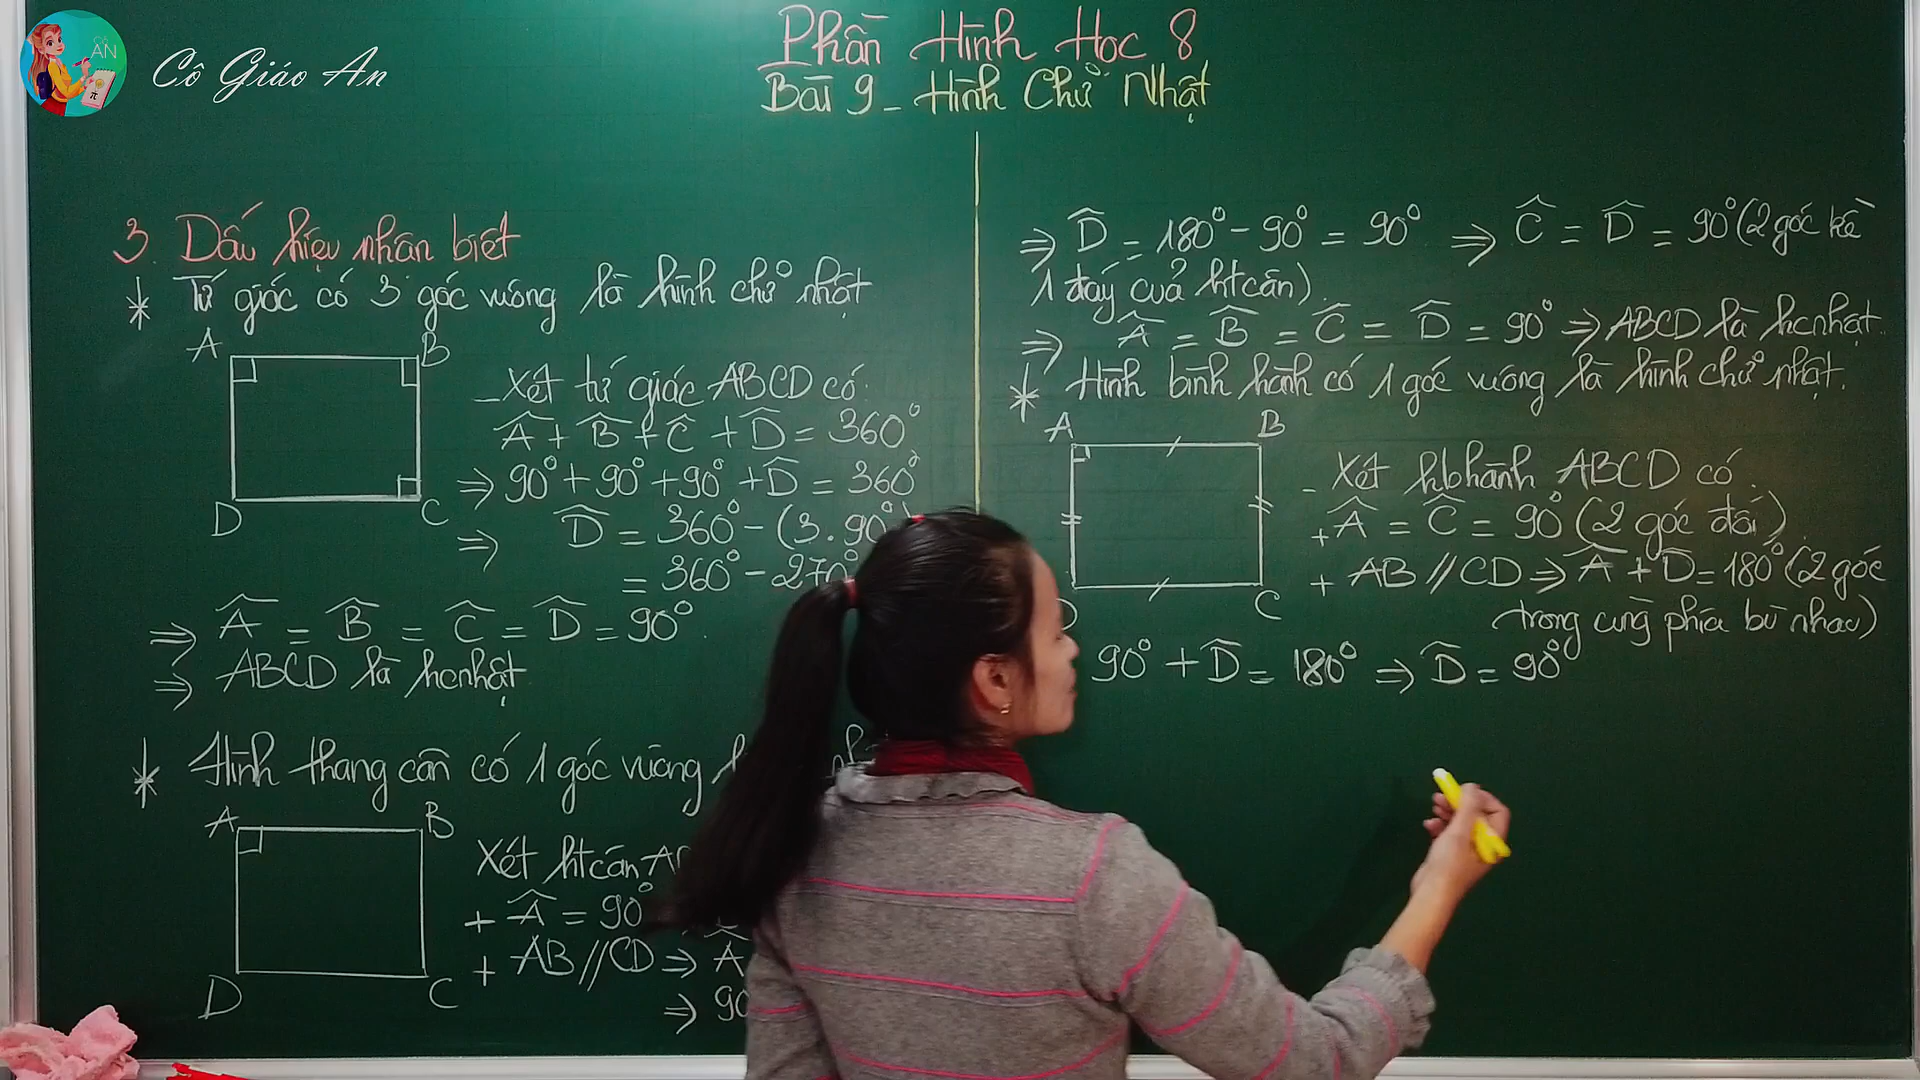 AN
Cô Giáo An
Phần Hình Học 8
Bài 9_ Hình Chữ Nhật
3. Dấu hiệu nhận biết
* Tứ giác có 3 góc vuông là hình chữ nhật
A B
D C
_ Xét tứ giác ABCD có:
Â + B̂ + Ĉ + D̂ = 360°
=> 90° + 90° + 90° + D̂ = 360°
=> D̂ = 360° - (3.90°)
= 360° - 270°
=> Â = B̂ = Ĉ = D̂ = 90°.
=> ABCD là hcnhật.
* Hình thang cân có 1 góc vuông
A B
D C
Xét htcân
+ Â = 90°
+ AB // CD => Â
=> 90
=> D̂ = 180° - 90° = 90° => Ĉ = D̂ = 90° (2 góc kề
1 đáy của htcân).
=> Â = B̂ = Ĉ = D̂ = 90° => ABCD là hcnhật.
* Hình bình hành có 1 góc vuông là hình chữ nhật.
A B
D C
_ Xét hbhành ABCD có:
+ Â = Ĉ = 90° (2 góc đối).
+ AB // CD => Â + D̂ = 180° (2 góc
trong cùng phía bù nhau)
90° + D̂ = 180° => D̂ = 90°